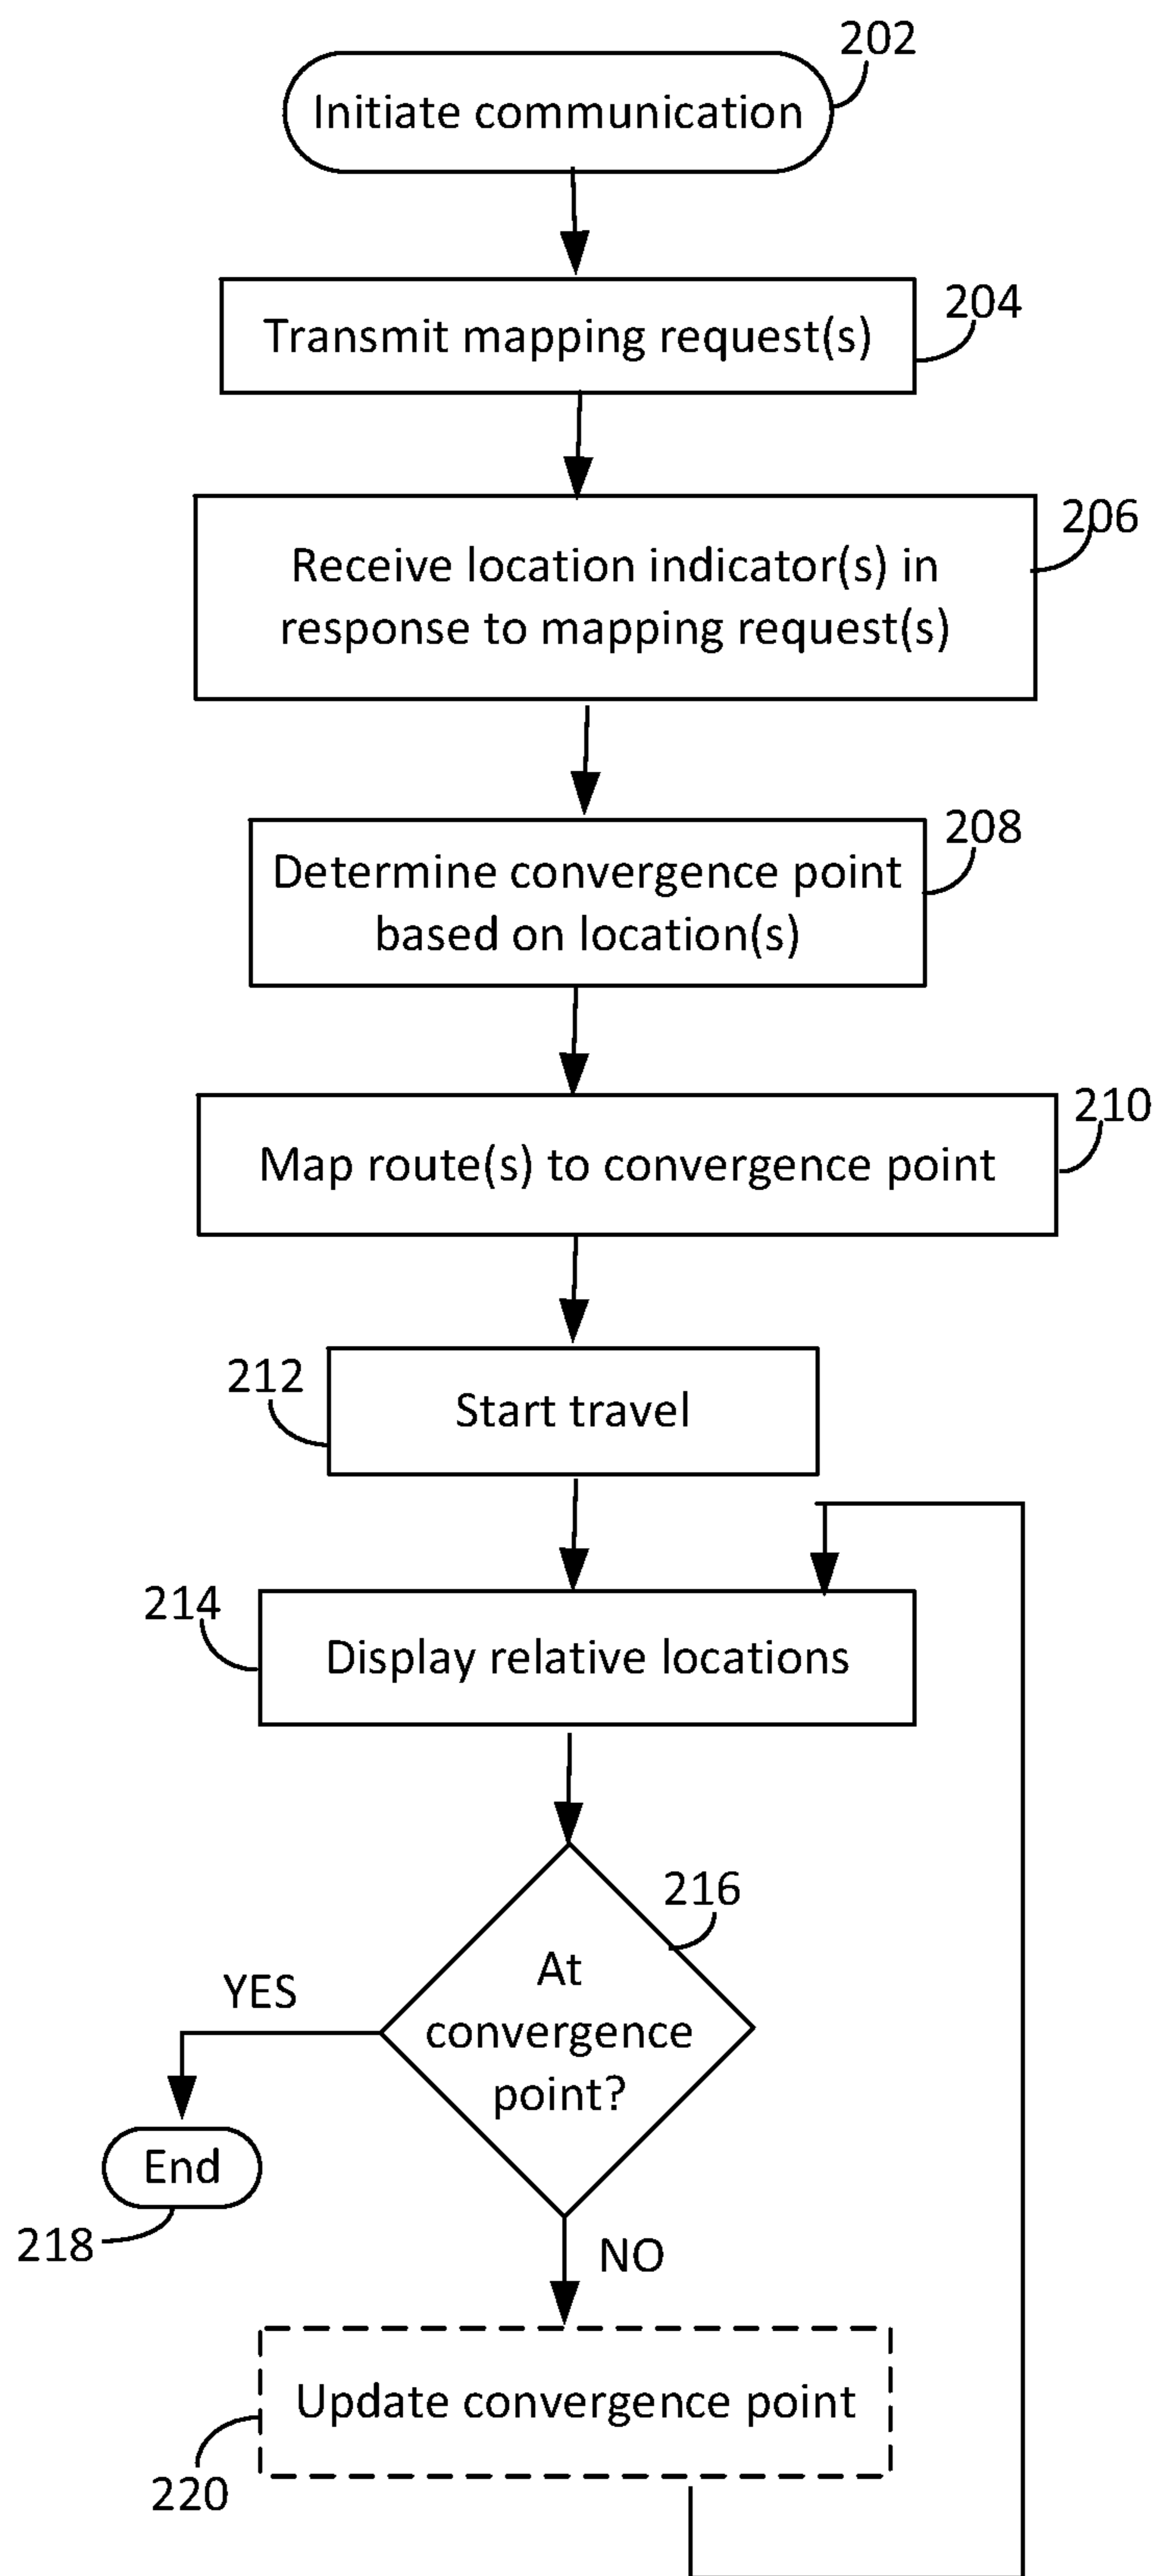 202
Initiate communication
204
Transmit mapping request(s)
206
Receive location indicator(s) in
response to mapping request(s)
208
Determine convergence point
based on location(s)
210
Map route(s) to convergence point
212
Start travel
214
Display relative locations
216
At
convergence
point?
YES
End
218
NO
Update convergence point
220